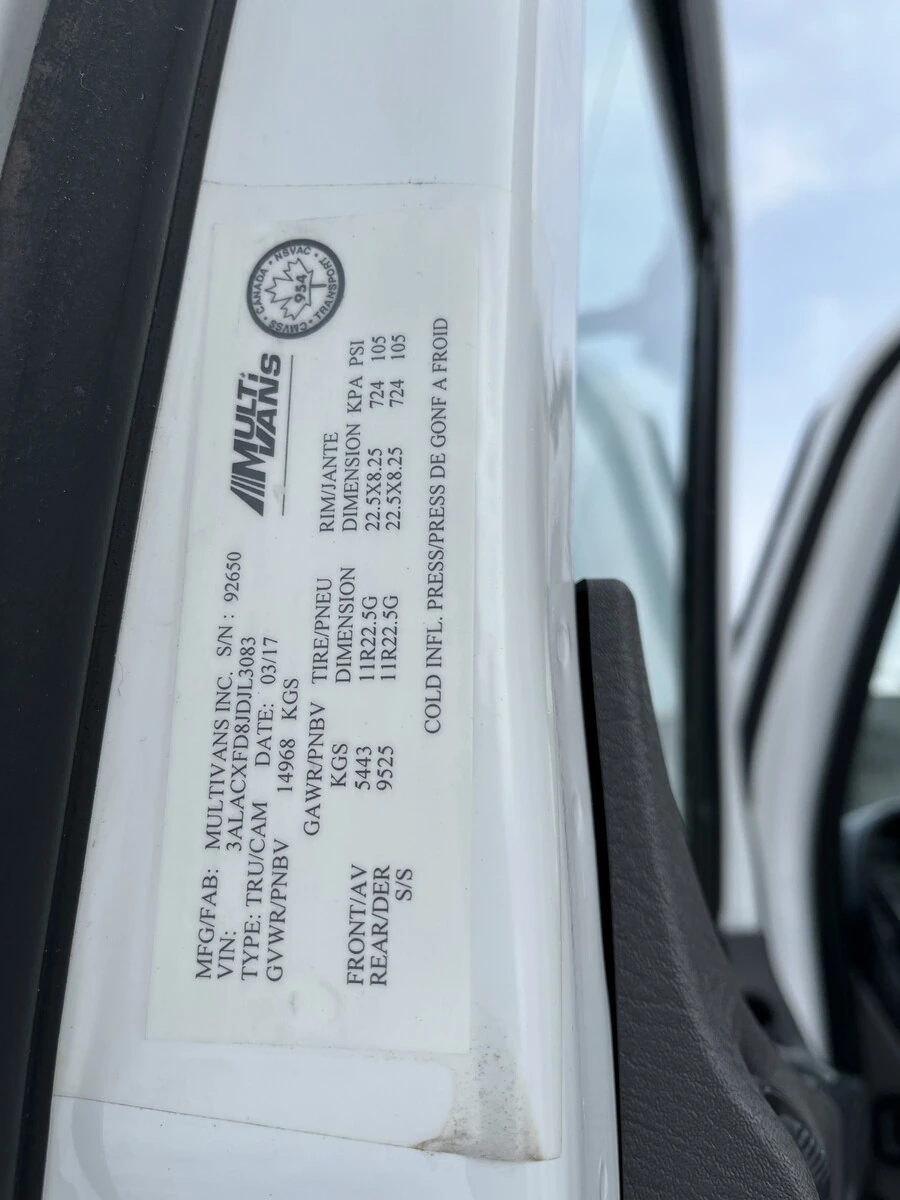 MFG/FAB: MULTIVANS INC. S/N : 92650
VIN: 3ALACXFD8JDJL3083
TYPE: TRU/CAM DATE: 03/17
GVWR/PNBV 14968 KGS
GAWR/PNBV TIRE/PNEU RIM/JANTE
KGS DIMENSION DIMENSION KPA PSI
FRONT/AV 5443 11R22.5G 22.5X8.25 724 105
REAR/DER 9525 11R22.5G 22.5X8.25 724 105
S/S
COLD INFL. PRESS/PRESS DE GONF A FROID
MULTI
VANS
CANADA • NSVAC • TRANSPORT • CMVSS •
954